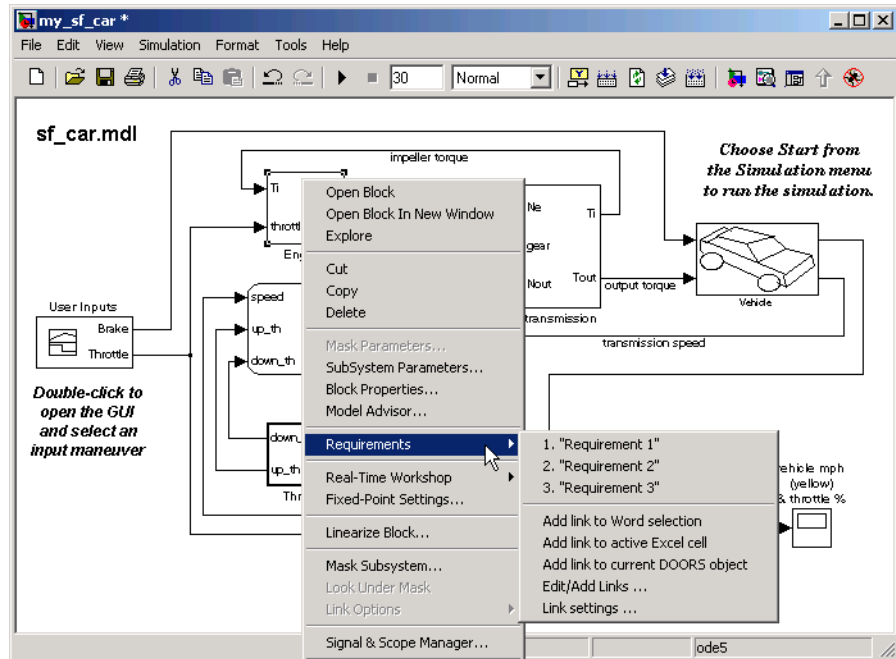 my_sf_car *
File Edit View Simulation Format Tools Help
30 Normal
sf_car.mdl
Choose Start from
the Simulation menu
to run the simulation.
impeller torque
Ti
throttl
Eng
Ne
gear
Nout
Ti
Tout
transmission
output torque
Vehicle
transmission speed
User Inputs
Brake
Throttle
Double-click to
open the GUI
and select an
input maneuver
speed
up_th
down_th
down_
up_th
Thr
Open Block
Open Block In New Window
Explore
Cut
Copy
Delete
Mask Parameters...
SubSystem Parameters...
Block Properties...
Model Advisor...
Requirements
Real-Time Workshop
Fixed-Point Settings...
Linearize Block...
Mask Subsystem...
Look Under Mask
Link Options
Signal & Scope Manager...
1. "Requirement 1"
2. "Requirement 2"
3. "Requirement 3"
Add link to Word selection
Add link to active Excel cell
Add link to current DOORS object
Edit/Add Links ...
Link settings ...
ehicle mph
(yellow)
& throttle %
ode5